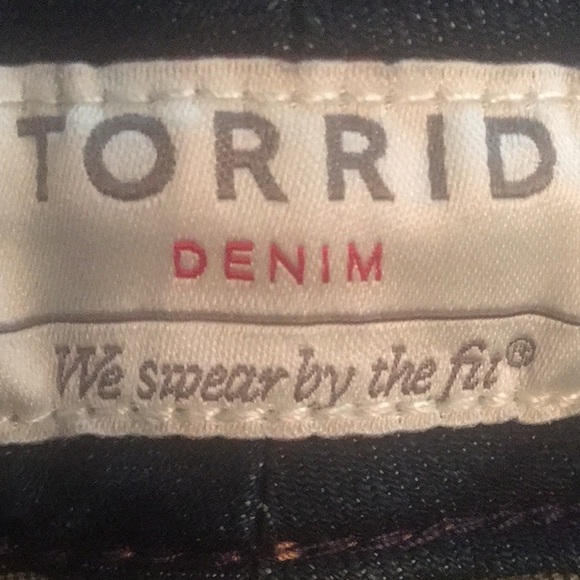 TORRID
DENIM
We swear by the fit®